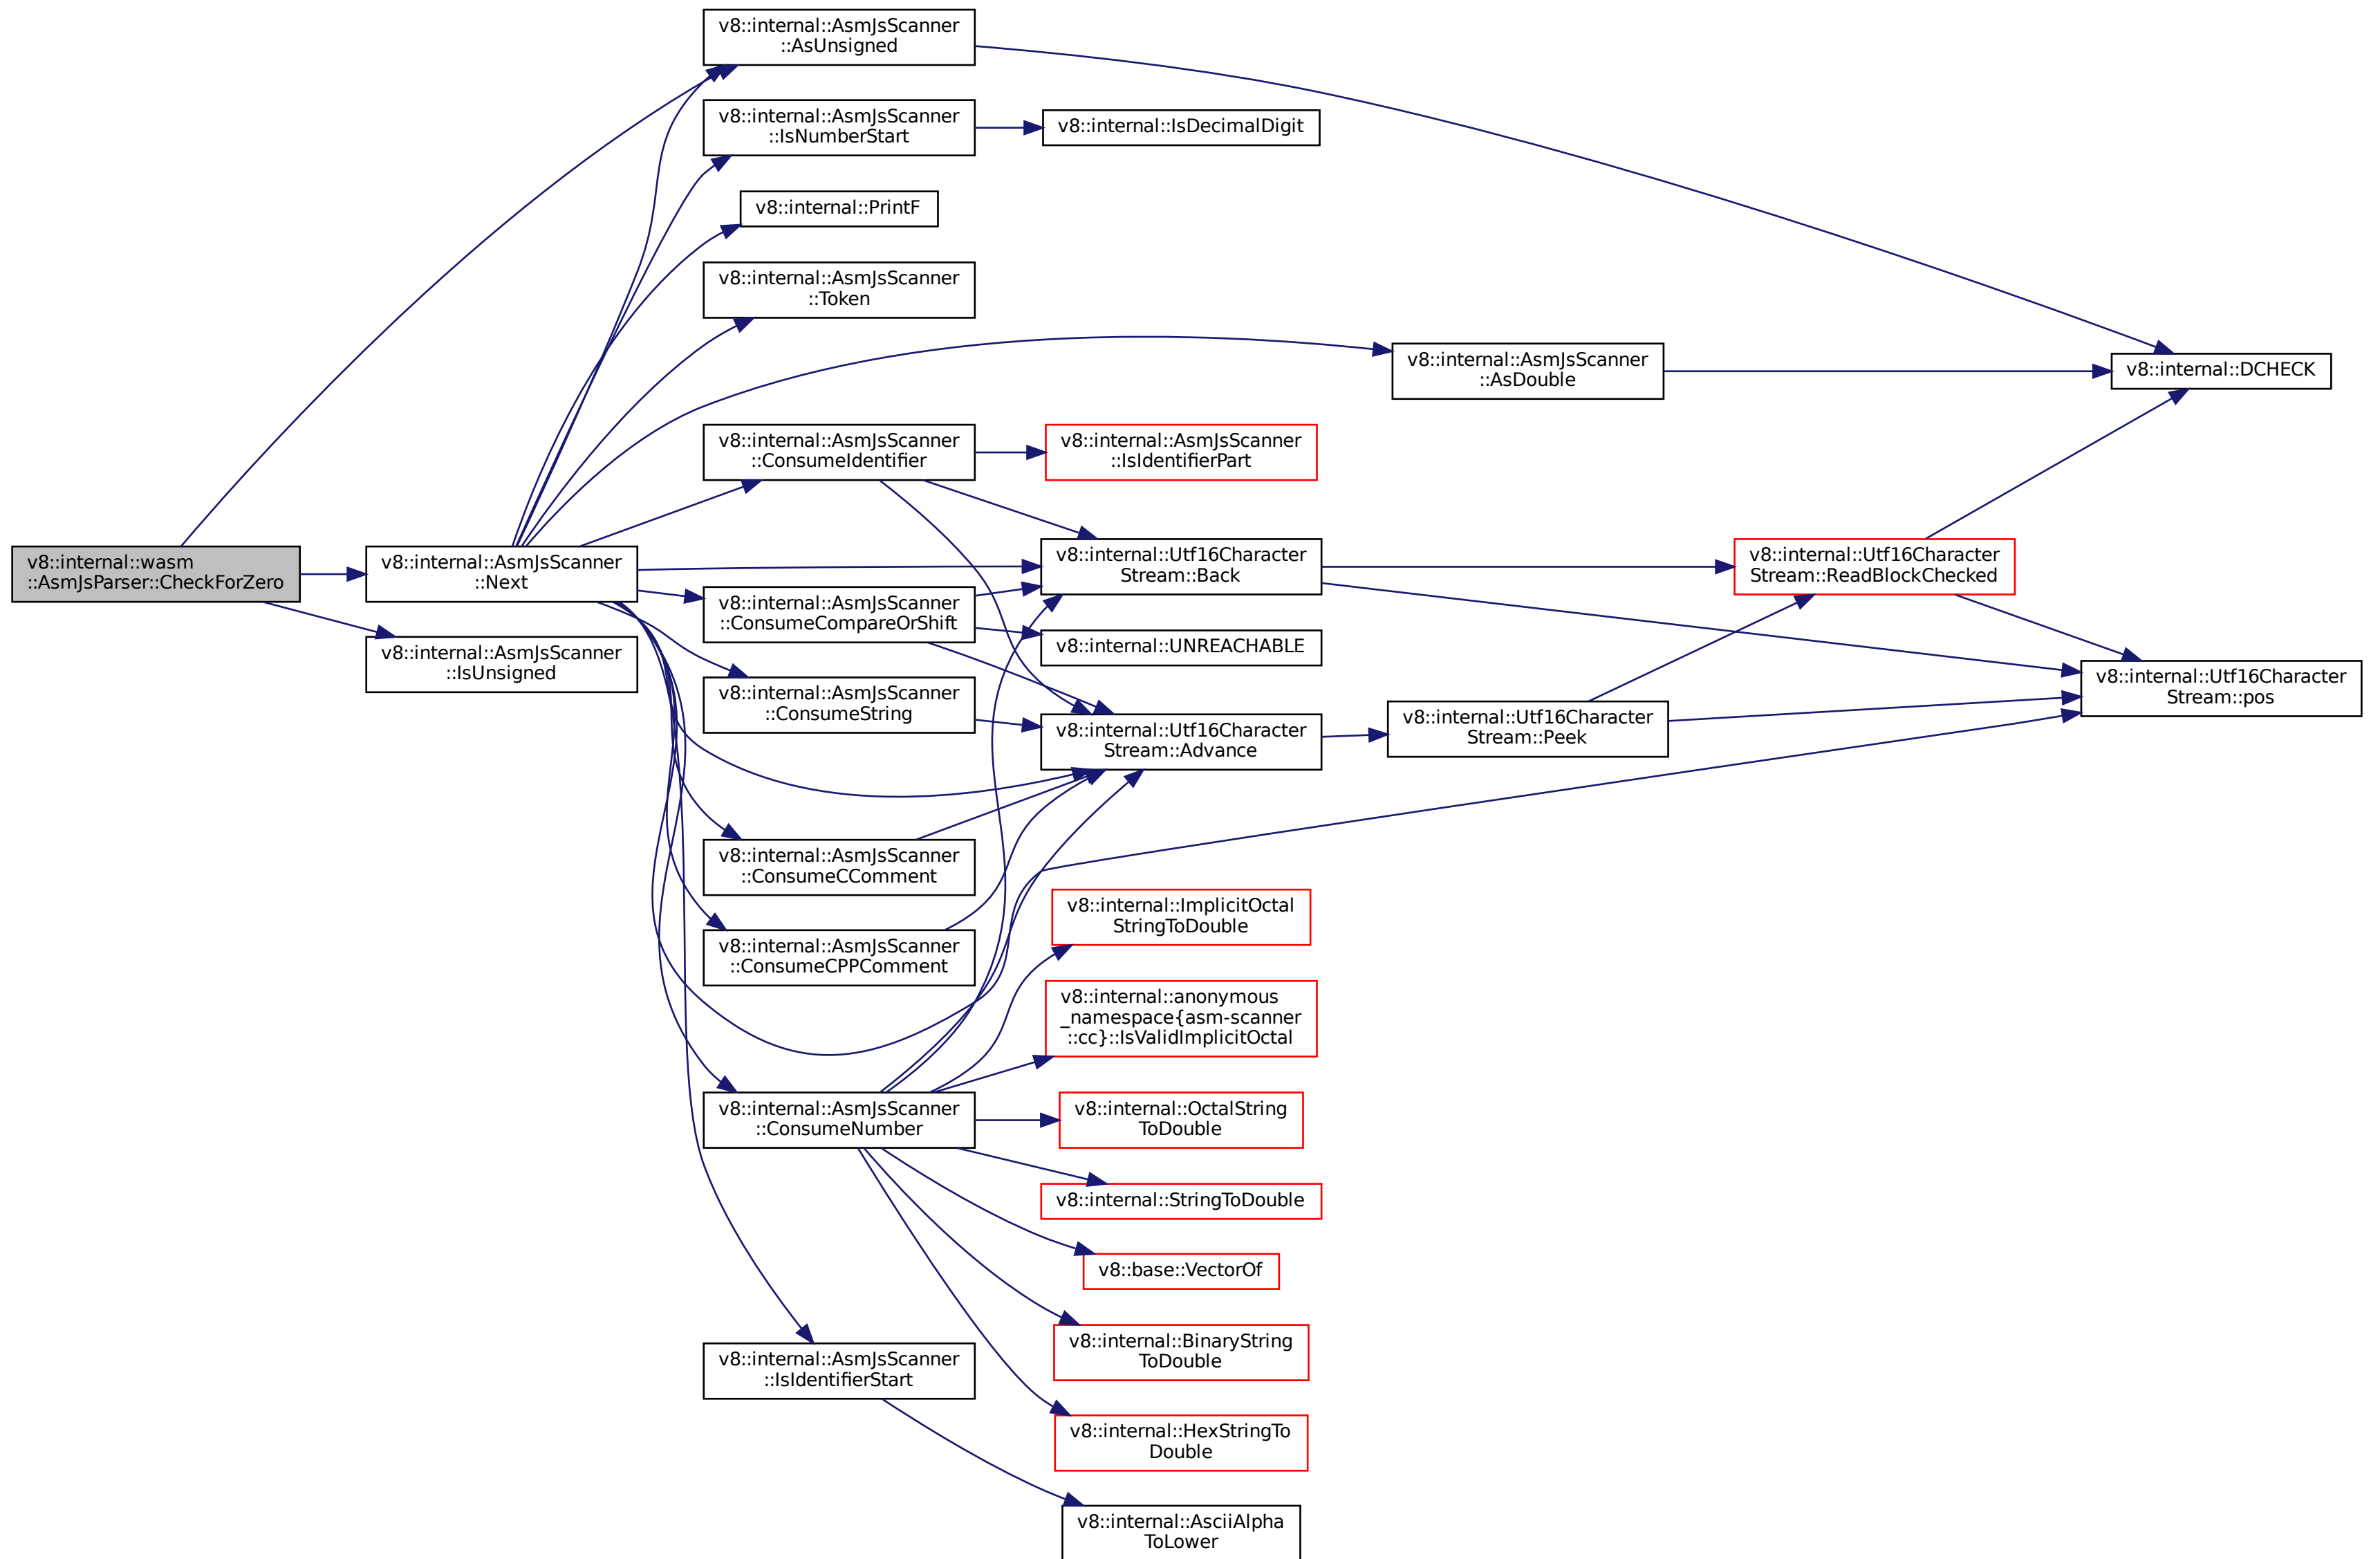 v8::internal::AsmJsScanner
::AsUnsigned
v8::internal::AsmJsScanner
::IsNumberStart
v8::internal::IsDecimalDigit
v8::internal::PrintF
v8::internal::AsmJsScanner
::Token
v8::internal::AsmJsScanner
::AsDouble
v8::internal::DCHECK
v8::internal::AsmJsScanner
::ConsumeIdentifier
v8::internal::AsmJsScanner
::IsIdentifierPart
v8::internal::wasm
::AsmJsParser::CheckForZero
v8::internal::AsmJsScanner
::Next
v8::internal::Utf16Character
Stream::Back
v8::internal::Utf16Character
Stream::ReadBlockChecked
v8::internal::AsmJsScanner
::ConsumeCompareOrShift
v8::internal::UNREACHABLE
v8::internal::AsmJsScanner
::IsUnsigned
v8::internal::AsmJsScanner
::ConsumeString
v8::internal::Utf16Character
Stream::pos
v8::internal::Utf16Character
Stream::Advance
v8::internal::Utf16Character
Stream::Peek
v8::internal::AsmJsScanner
::ConsumeCComment
v8::internal::ImplicitOctal
StringToDouble
v8::internal::AsmJsScanner
::ConsumeCPPComment
v8::internal::anonymous
_namespace{asm-scanner
::cc}::IsValidImplicitOctal
v8::internal::AsmJsScanner
::ConsumeNumber
v8::internal::OctalString
ToDouble
v8::internal::StringToDouble
v8::base::VectorOf
v8::internal::BinaryString
ToDouble
v8::internal::AsmJsScanner
::IsIdentifierStart
v8::internal::HexStringTo
Double
v8::internal::AsciiAlpha
ToLower